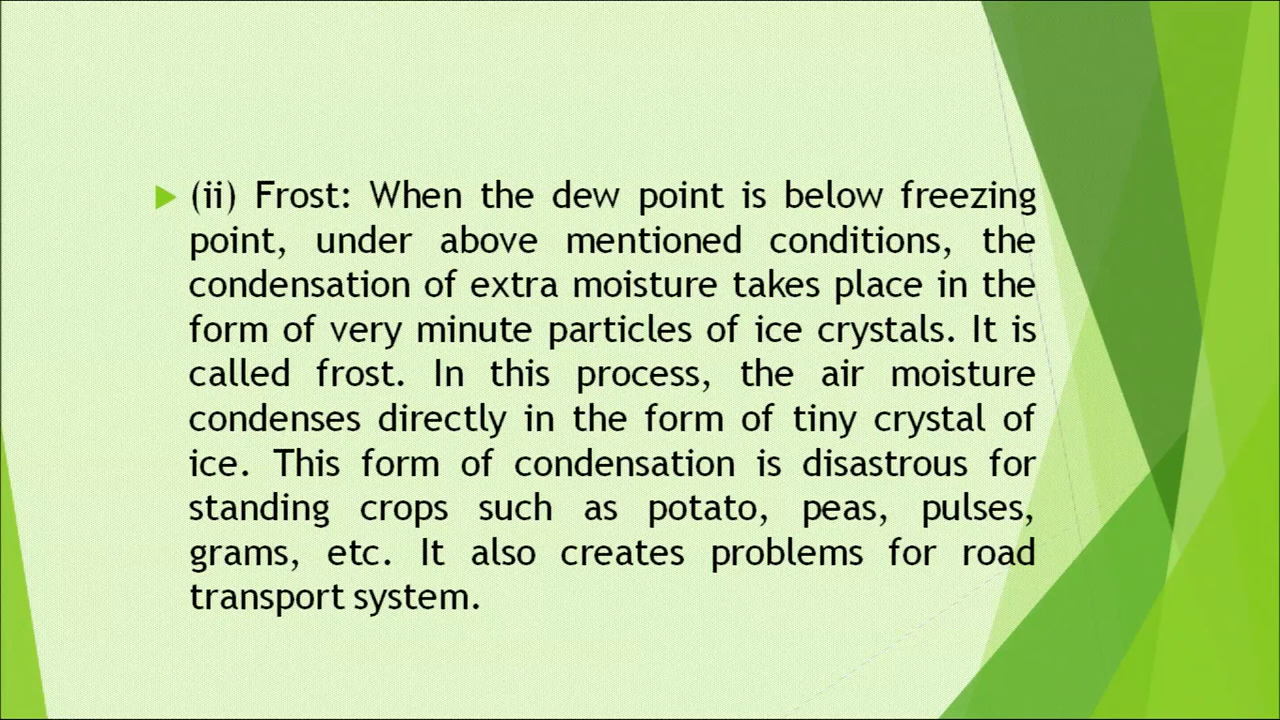 (ii) Frost: When the dew point is below freezing
point, under above mentioned conditions, the
condensation of extra moisture takes place in the
form of very minute particles of ice crystals. It is
called frost. In this process, the air moisture
condenses directly in the form of tiny crystal of
ice. This form of condensation is disastrous for
standing crops such as potato, peas, pulses,
grams, etc. It also creates problems for road
transport system.